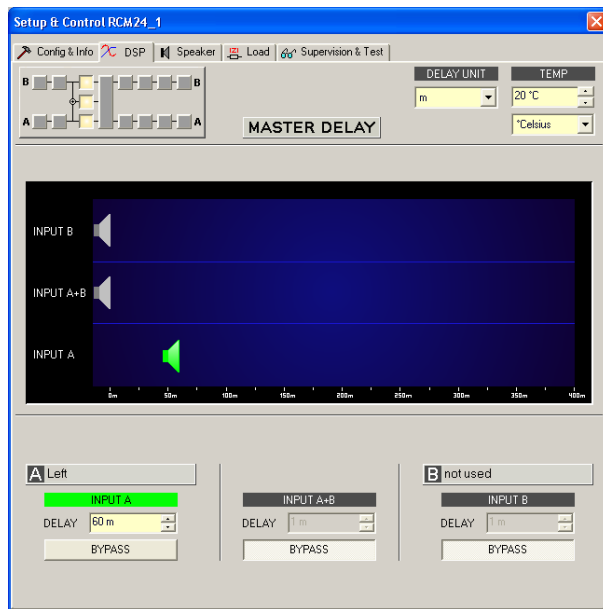 Setup & Control RCM24_1
Config & Info DSP Speaker Load Supervision & Test
B B
A A
DELAY UNIT TEMP
m 20 °C
°Celsius
MASTER DELAY
INPUT B
INPUT A+B
INPUT A
0m 50m 100m 150m 200m 250m 300m 350m 400m
A Left B not used
INPUT A INPUT A+B INPUT B
DELAY 60 m DELAY 1 m DELAY 1 m
BYPASS BYPASS BYPASS